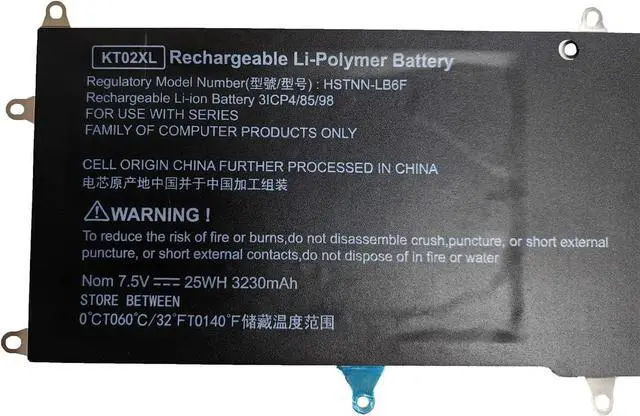 KT02XL Rechargeable Li-Polymer Battery
Regulatory Model Number(型號/型号) : HSTNN-LB6F
Rechargeable Li-ion Battery 3ICP4/85/98
FOR USE WITH SERIES
FAMILY OF COMPUTER PRODUCTS ONLY
CELL ORIGIN CHINA FURTHER PROCESSED IN CHINA
电芯原产地中国并于中国加工组装
⚠WARNING !
To reduce the risk of fire or burns,do not disassemble crush,puncture, or short external
puncture, or short external contacts,do not dispose of in fire or water
Nom 7.5V ⎓ 25WH 3230mAh
STORE BETWEEN
0°CTO60°C/32°FTO140°F储藏温度范围